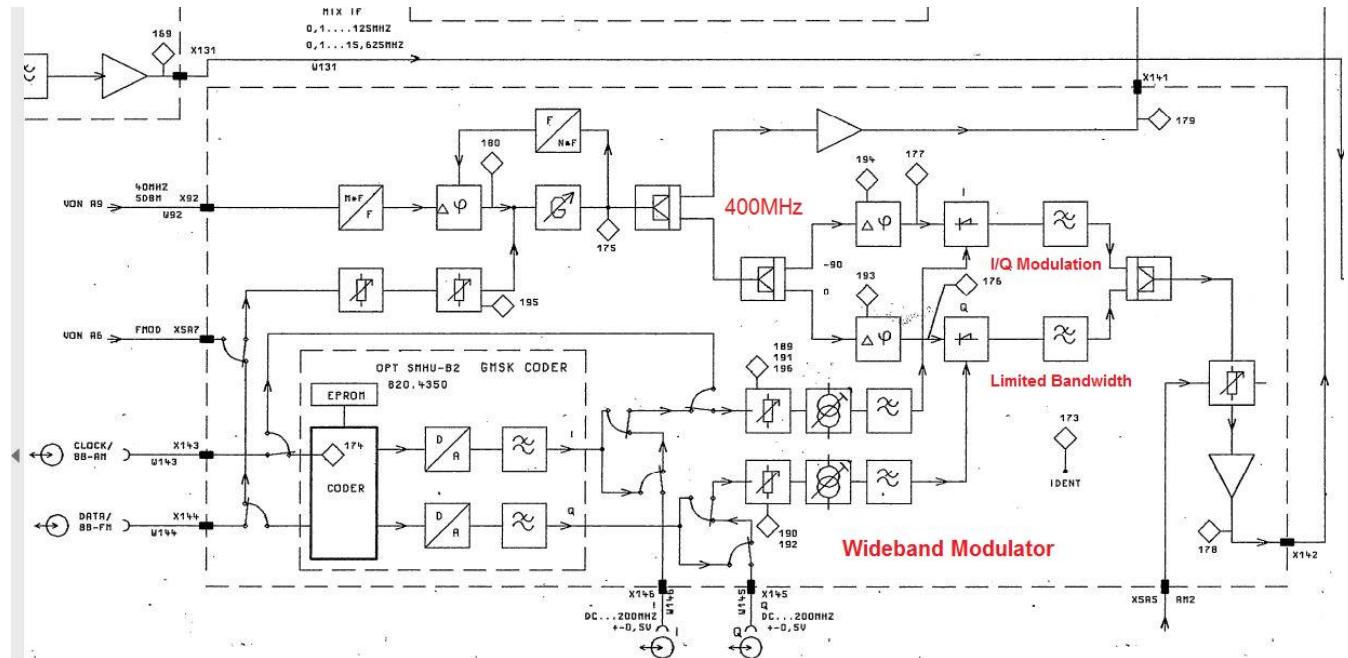 MIX IF
0,1....125MHZ
0,1...15,625MHZ
169
X131
W131
X141
179
F
N*F
180
194
177
40MHZ
5DBM
X92
VON A9
W92
M*F
F
Δ φ
G
175
400MHz
Δ φ
I
-90
0
I/Q Modulation
193
176
195
Δ φ
Q
VON A6
FMOD
X5A7
Limited Bandwidth
OPT SMHU-B2
GMSK CODER
820.4350
189
191
196
EPROM
173
IDENT
CLOCK/
BB-AM
X143
W143
174
CODER
D
A
I
DATA/
BB-FM
X144
W144
D
A
Q
190
192
Wideband Modulator
178
X142
X146
W146
I
DC...200MHZ
+-0,5V
I
W145
X145
Q
DC...200MHZ
+-0,5V
Q
X5A5
AM2